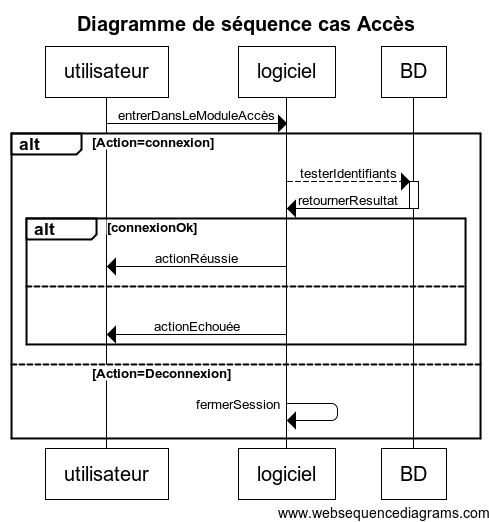 Diagramme de séquence cas Accès
utilisateur logiciel BD
entrerDansLeModuleAccès
alt [Action=connexion]
testerIdentifiants
retournerResultat
alt [connexionOk]
actionRéussie
actionEchouée
[Action=Deconnexion]
fermerSession
utilisateur logiciel BD
www.websequencediagrams.com